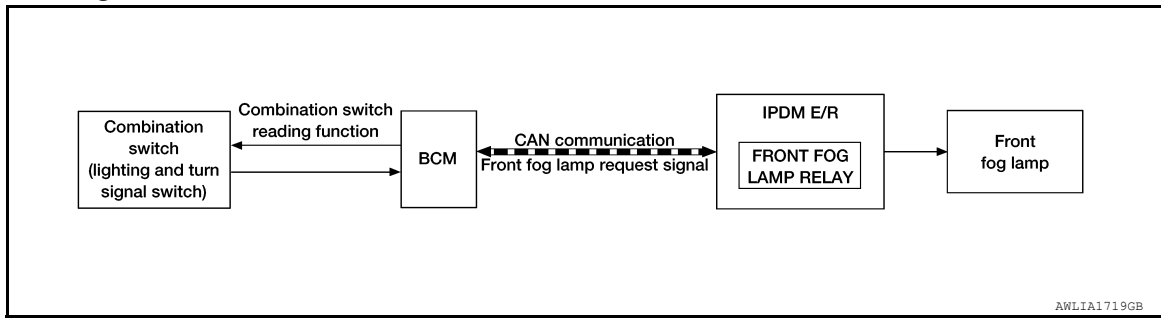 Combination
switch
(lighting and turn
signal switch)
Combination switch
reading function
BCM
CAN communication
Front fog lamp request signal
IPDM E/R
FRONT FOG
LAMP RELAY
Front
fog lamp
AWLIA1719GB